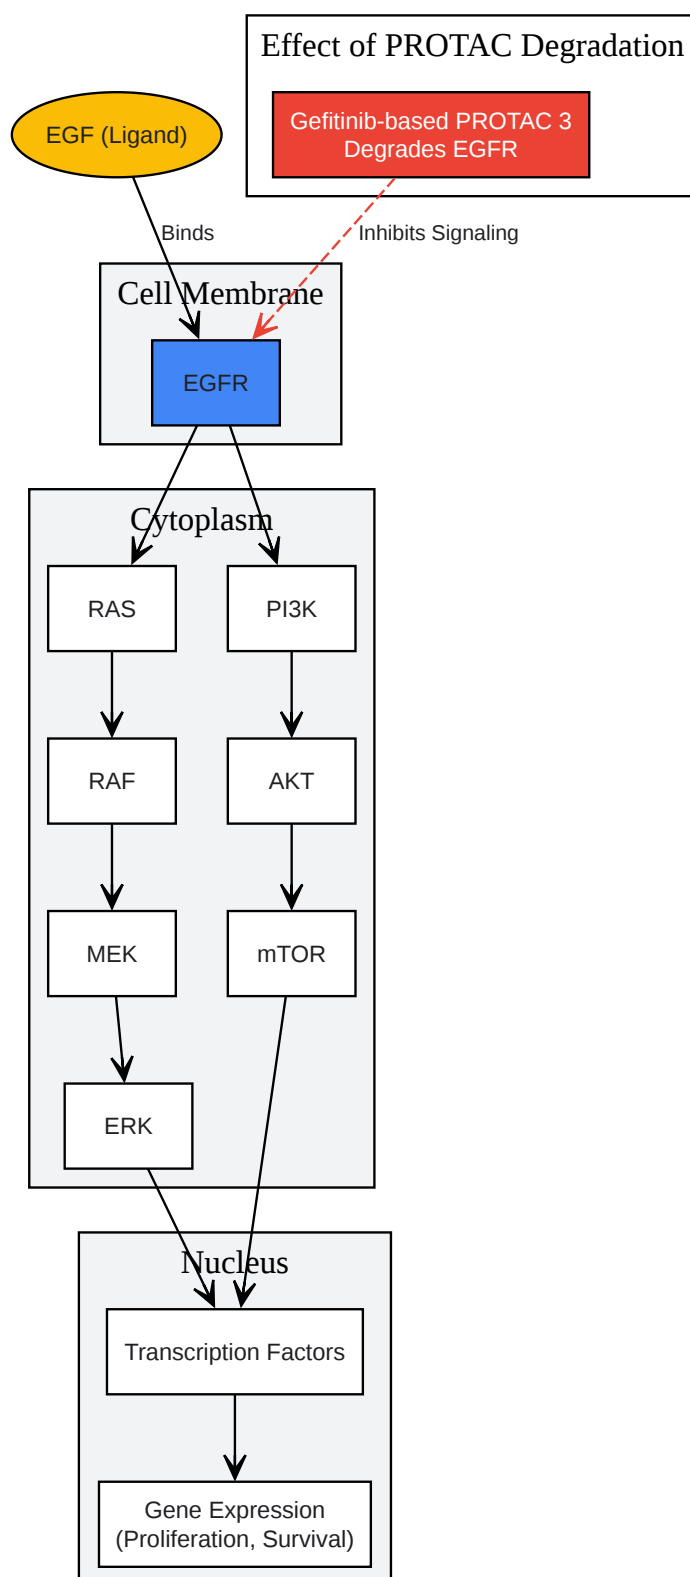 Effect of PROTAC Degradation
Gefitinib-based PROTAC 3
Degrades EGFR
EGF (Ligand)
Binds
Inhibits Signaling
Cell Membrane
EGFR
Cytoplasm
RAS
PI3K
RAF
AKT
MEK
mTOR
ERK
Nucleus
Transcription Factors
Gene Expression
(Proliferation, Survival)